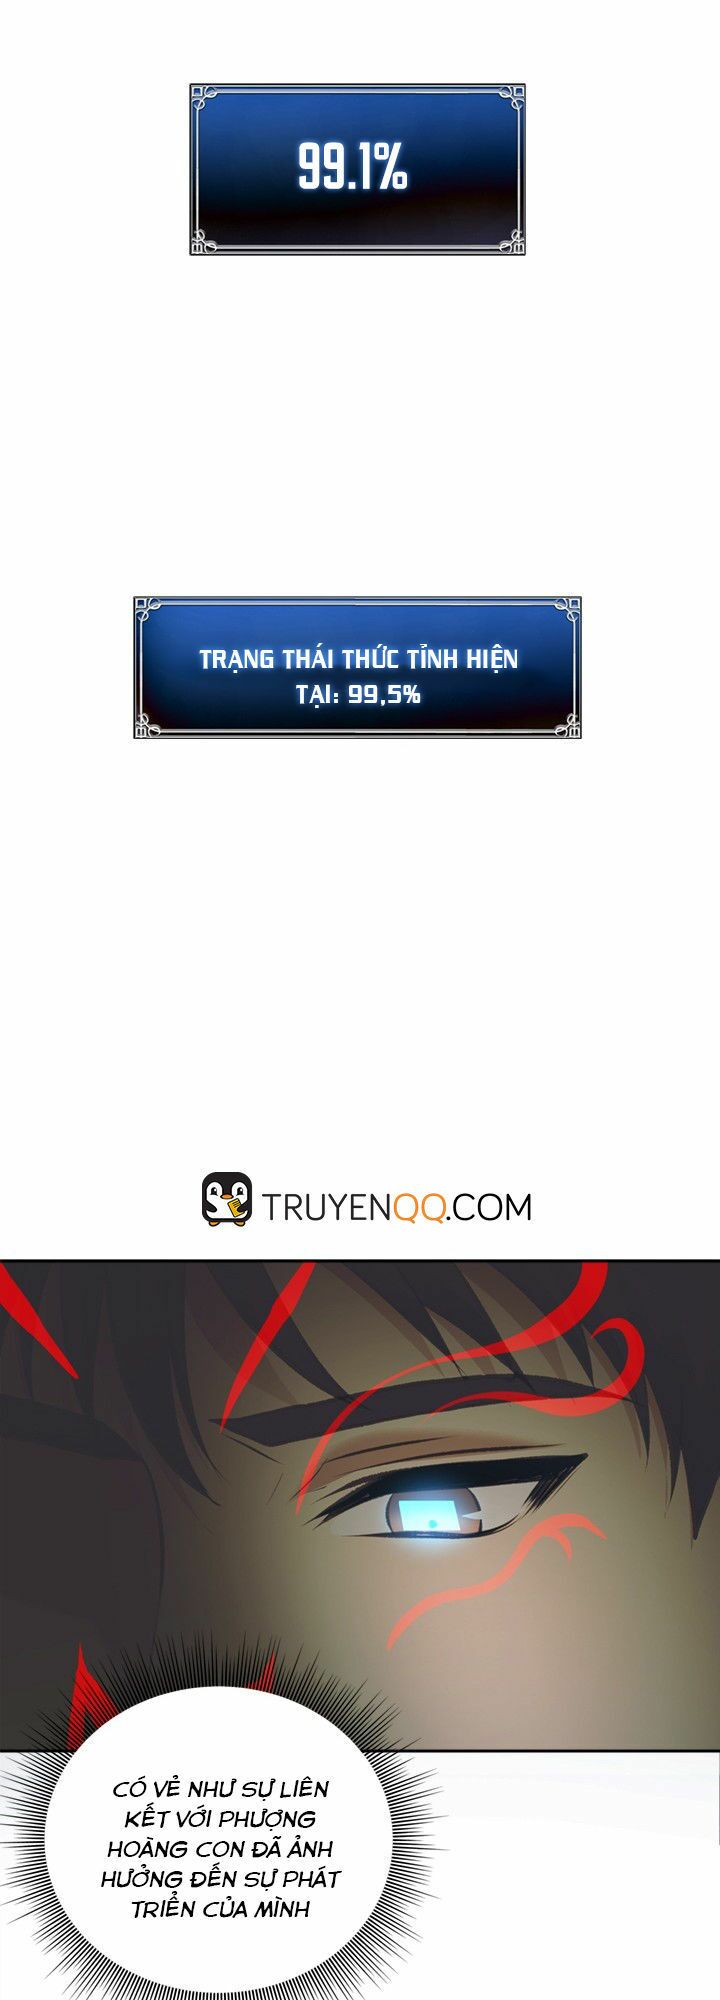 99.1%
TRẠNG THÁI THỨC TỈNH HIỆN
TẠI: 99,5%
TRUYENQQ.COM
CÓ VẺ NHƯ SỰ LIÊN
KẾT VỚI PHƯỢNG
HOÀNG CON ĐÃ ẢNH
HƯỞNG ĐẾN SỰ PHÁT
TRIỂN CỦA MÌNH